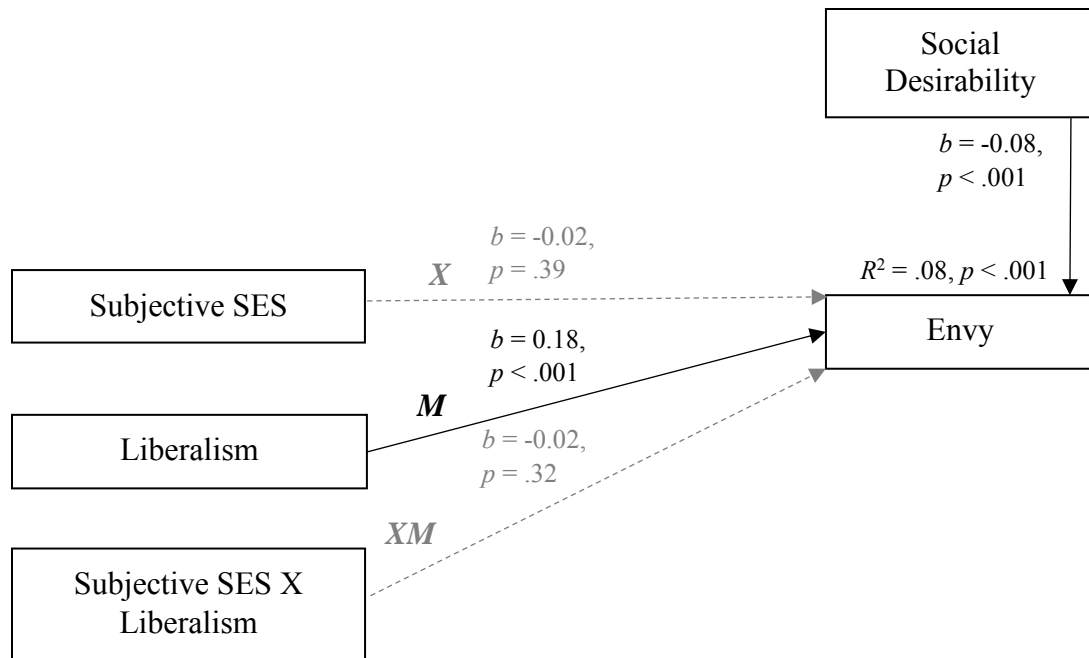 Social
Desirability
b = -0.08,
p < .001
b = -0.02,
p = .39
X
R² = .08, p < .001
Subjective SES
Envy
b = 0.18,
p < .001
M
Liberalism
b = -0.02,
p = .32
XM
Subjective SES X
Liberalism